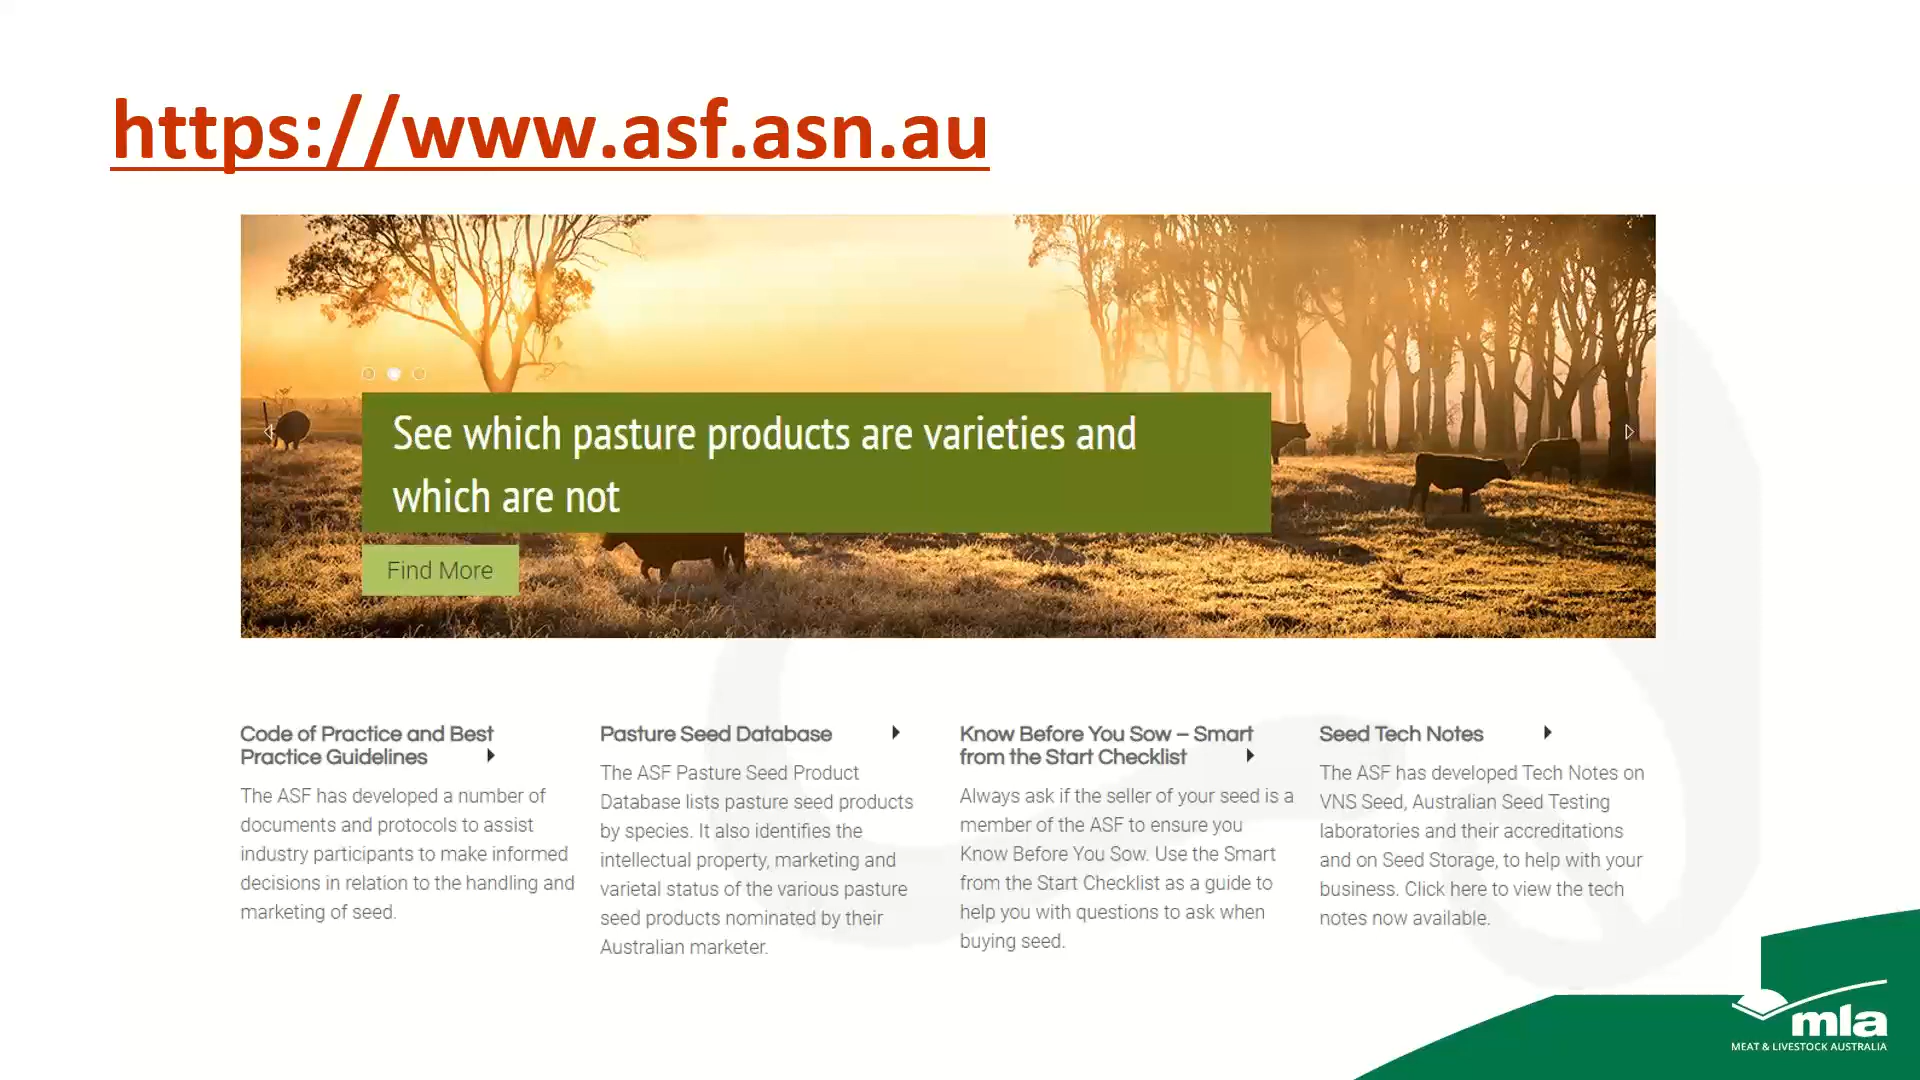 https://www.asf.asn.au
See which pasture products are varieties and
which are not
Find More
Code of Practice and Best
Practice Guidelines
The ASF has developed a number of
documents and protocols to assist
industry participants to make informed
decisions in relation to the handling and
marketing of seed.
Pasture Seed Database
The ASF Pasture Seed Product
Database lists pasture seed products
by species. It also identifies the
intellectual property, marketing and
varietal status of the various pasture
seed products nominated by their
Australian marketer.
Know Before You Sow – Smart
from the Start Checklist
Always ask if the seller of your seed is a
member of the ASF to ensure you
Know Before You Sow. Use the Smart
from the Start Checklist as a guide to
help you with questions to ask when
buying seed.
Seed Tech Notes
The ASF has developed Tech Notes on
VNS Seed, Australian Seed Testing
laboratories and their accreditations
and on Seed Storage, to help with your
business. Click here to view the tech
notes now available.
mla
MEAT & LIVESTOCK AUSTRALIA